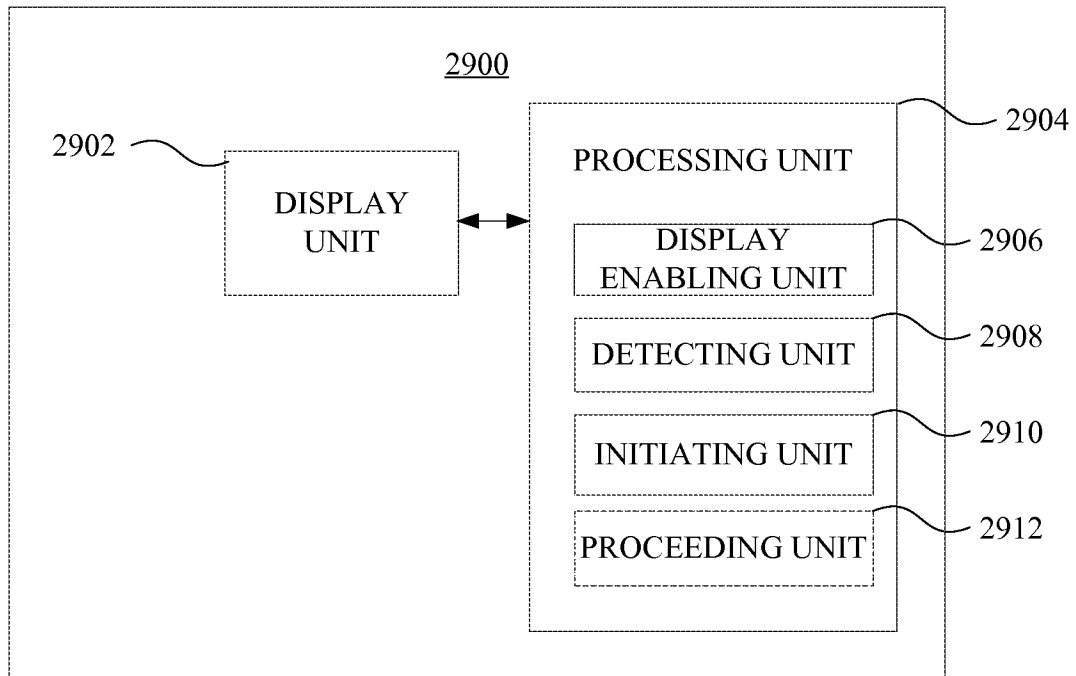 2900
2904
2902
PROCESSING UNIT
DISPLAY
UNIT
2906
DISPLAY
ENABLING UNIT
2908
DETECTING UNIT
2910
INITIATING UNIT
2912
PROCEEDING UNIT